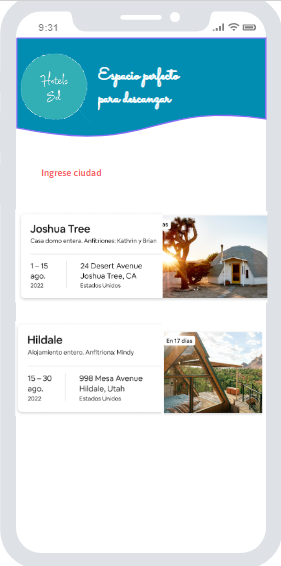 9:31
Hotels
Sol
Espacio perfecto
para descanzar
Ingrese ciudad
Joshua Tree
Casa domo entera. Anfitriones: Kathrin y Brian
1 – 15
ago.
2022
24 Desert Avenue
Joshua Tree, CA
Estados Unidos
Hildale
Alojamiento entero. Anfitriona: Mindy
En 17 días
15 – 30
ago.
2022
998 Mesa Avenue
Hildale, Utah
Estados Unidos